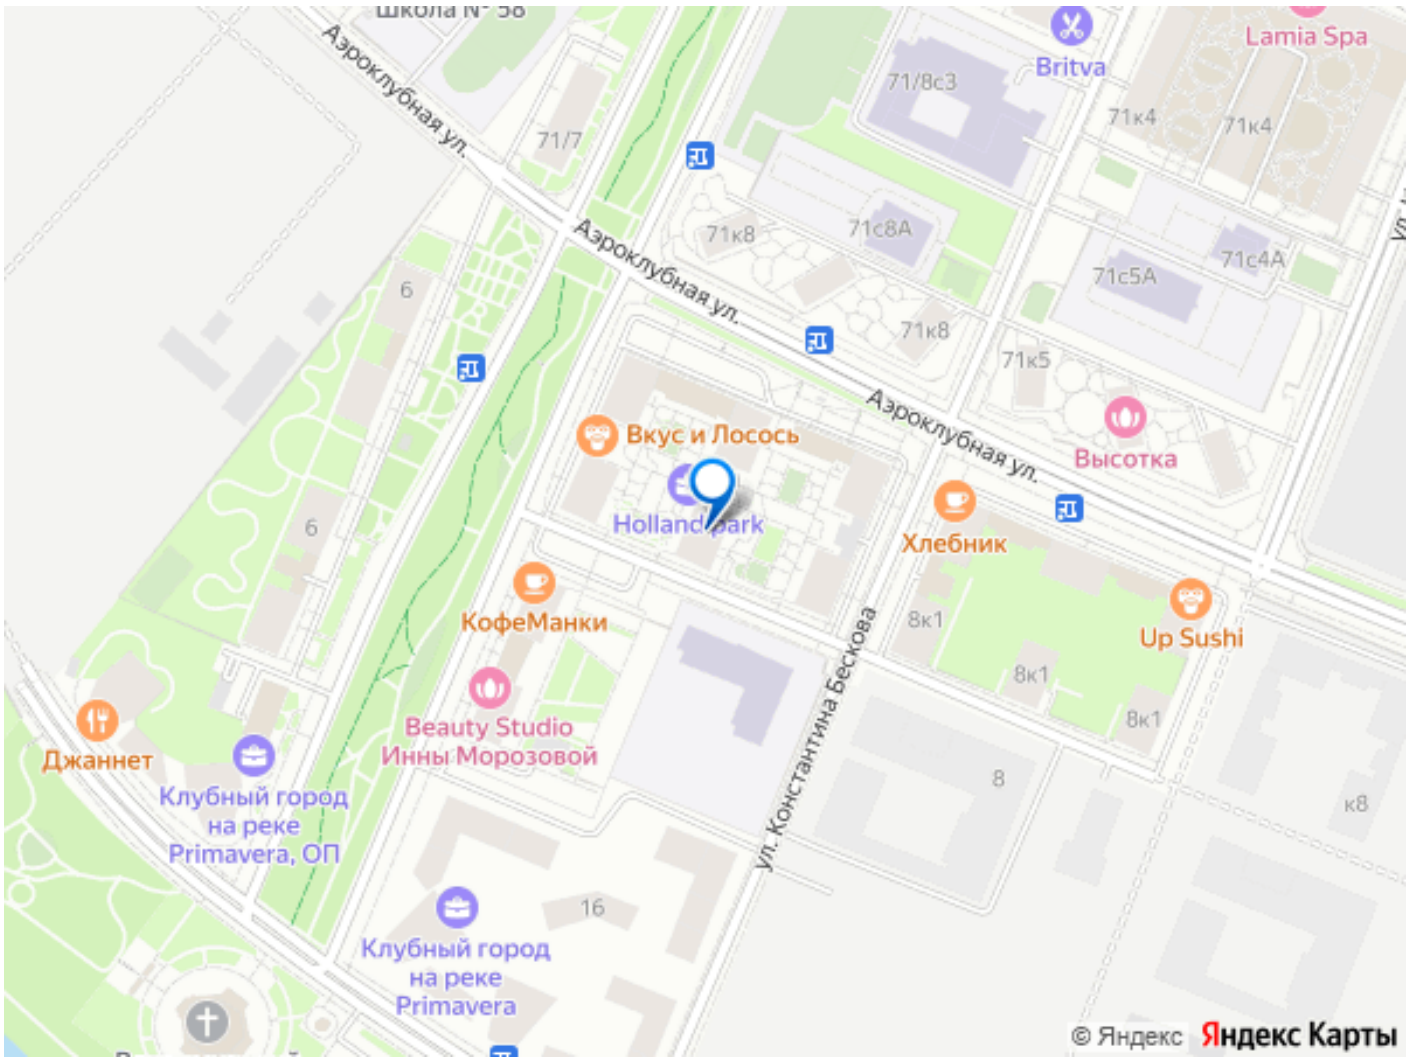 Школа № 58
Аэроклубная ул.
Lamia Spa
Britva
71/8с3
71к4
71к4
71/7
71к8
71с8А
71с4А
71с5А
Аэроклубная ул.
6
71к8
71к5
Аэроклубная ул.
Вкус и Лосось
Высотка
Holland park
Хлебник
6
КофеМанки
8к1
Up Sushi
8к1
8к1
ул. Константина Бескова
Beauty Studio
Инны Морозовой
Джаннет
Клубный город
на реке
Primavera, ОП
8
к8
16
Клубный город
на реке
Primavera
© Яндекс Яндекс Карты